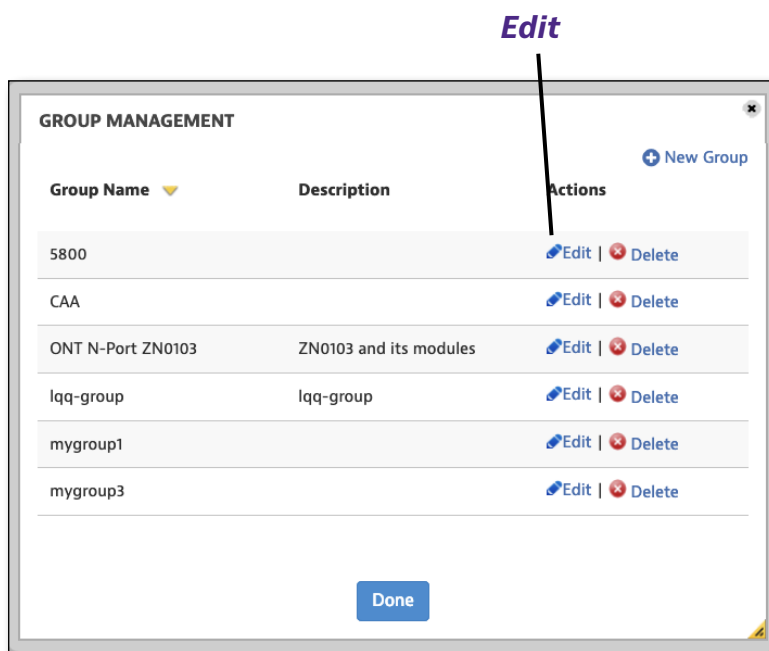 Edit
GROUP MANAGEMENT
New Group
Group Name Description Actions
5800 Edit | Delete
CAA Edit | Delete
ONT N-Port ZN0103 ZN0103 and its modules Edit | Delete
lqq-group lqq-group Edit | Delete
mygroup1 Edit | Delete
mygroup3 Edit | Delete
Done